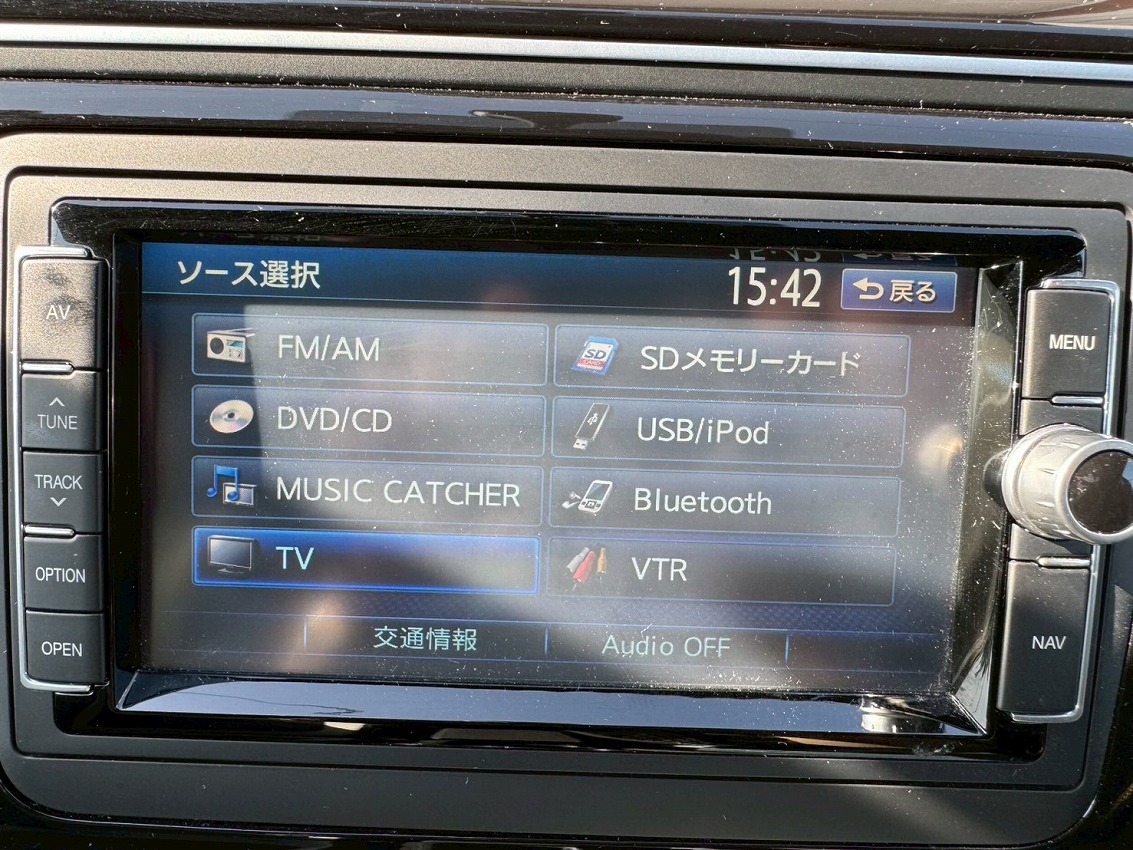 ソース選択
15:42
戻る
FM/AM
SDメモリーカード
DVD/CD
USB/iPod
MUSIC CATCHER
Bluetooth
TV
VTR
交通情報
Audio OFF
AV
TUNE
TRACK
OPTION
OPEN
MENU
NAV
SD